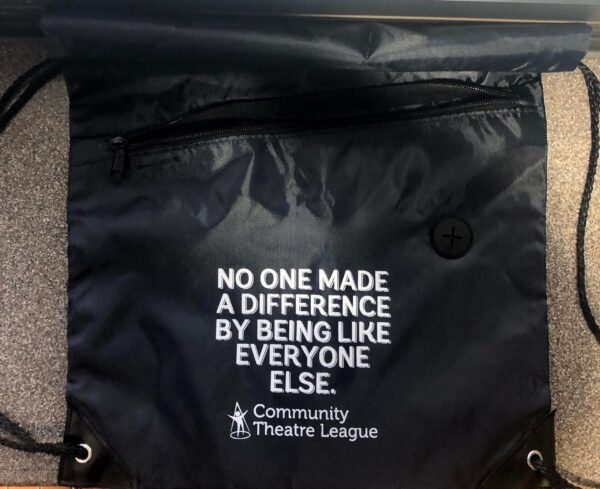 NO ONE MADE
A DIFFERENCE
BY BEING LIKE
EVERYONE
ELSE.
Community
Theatre League